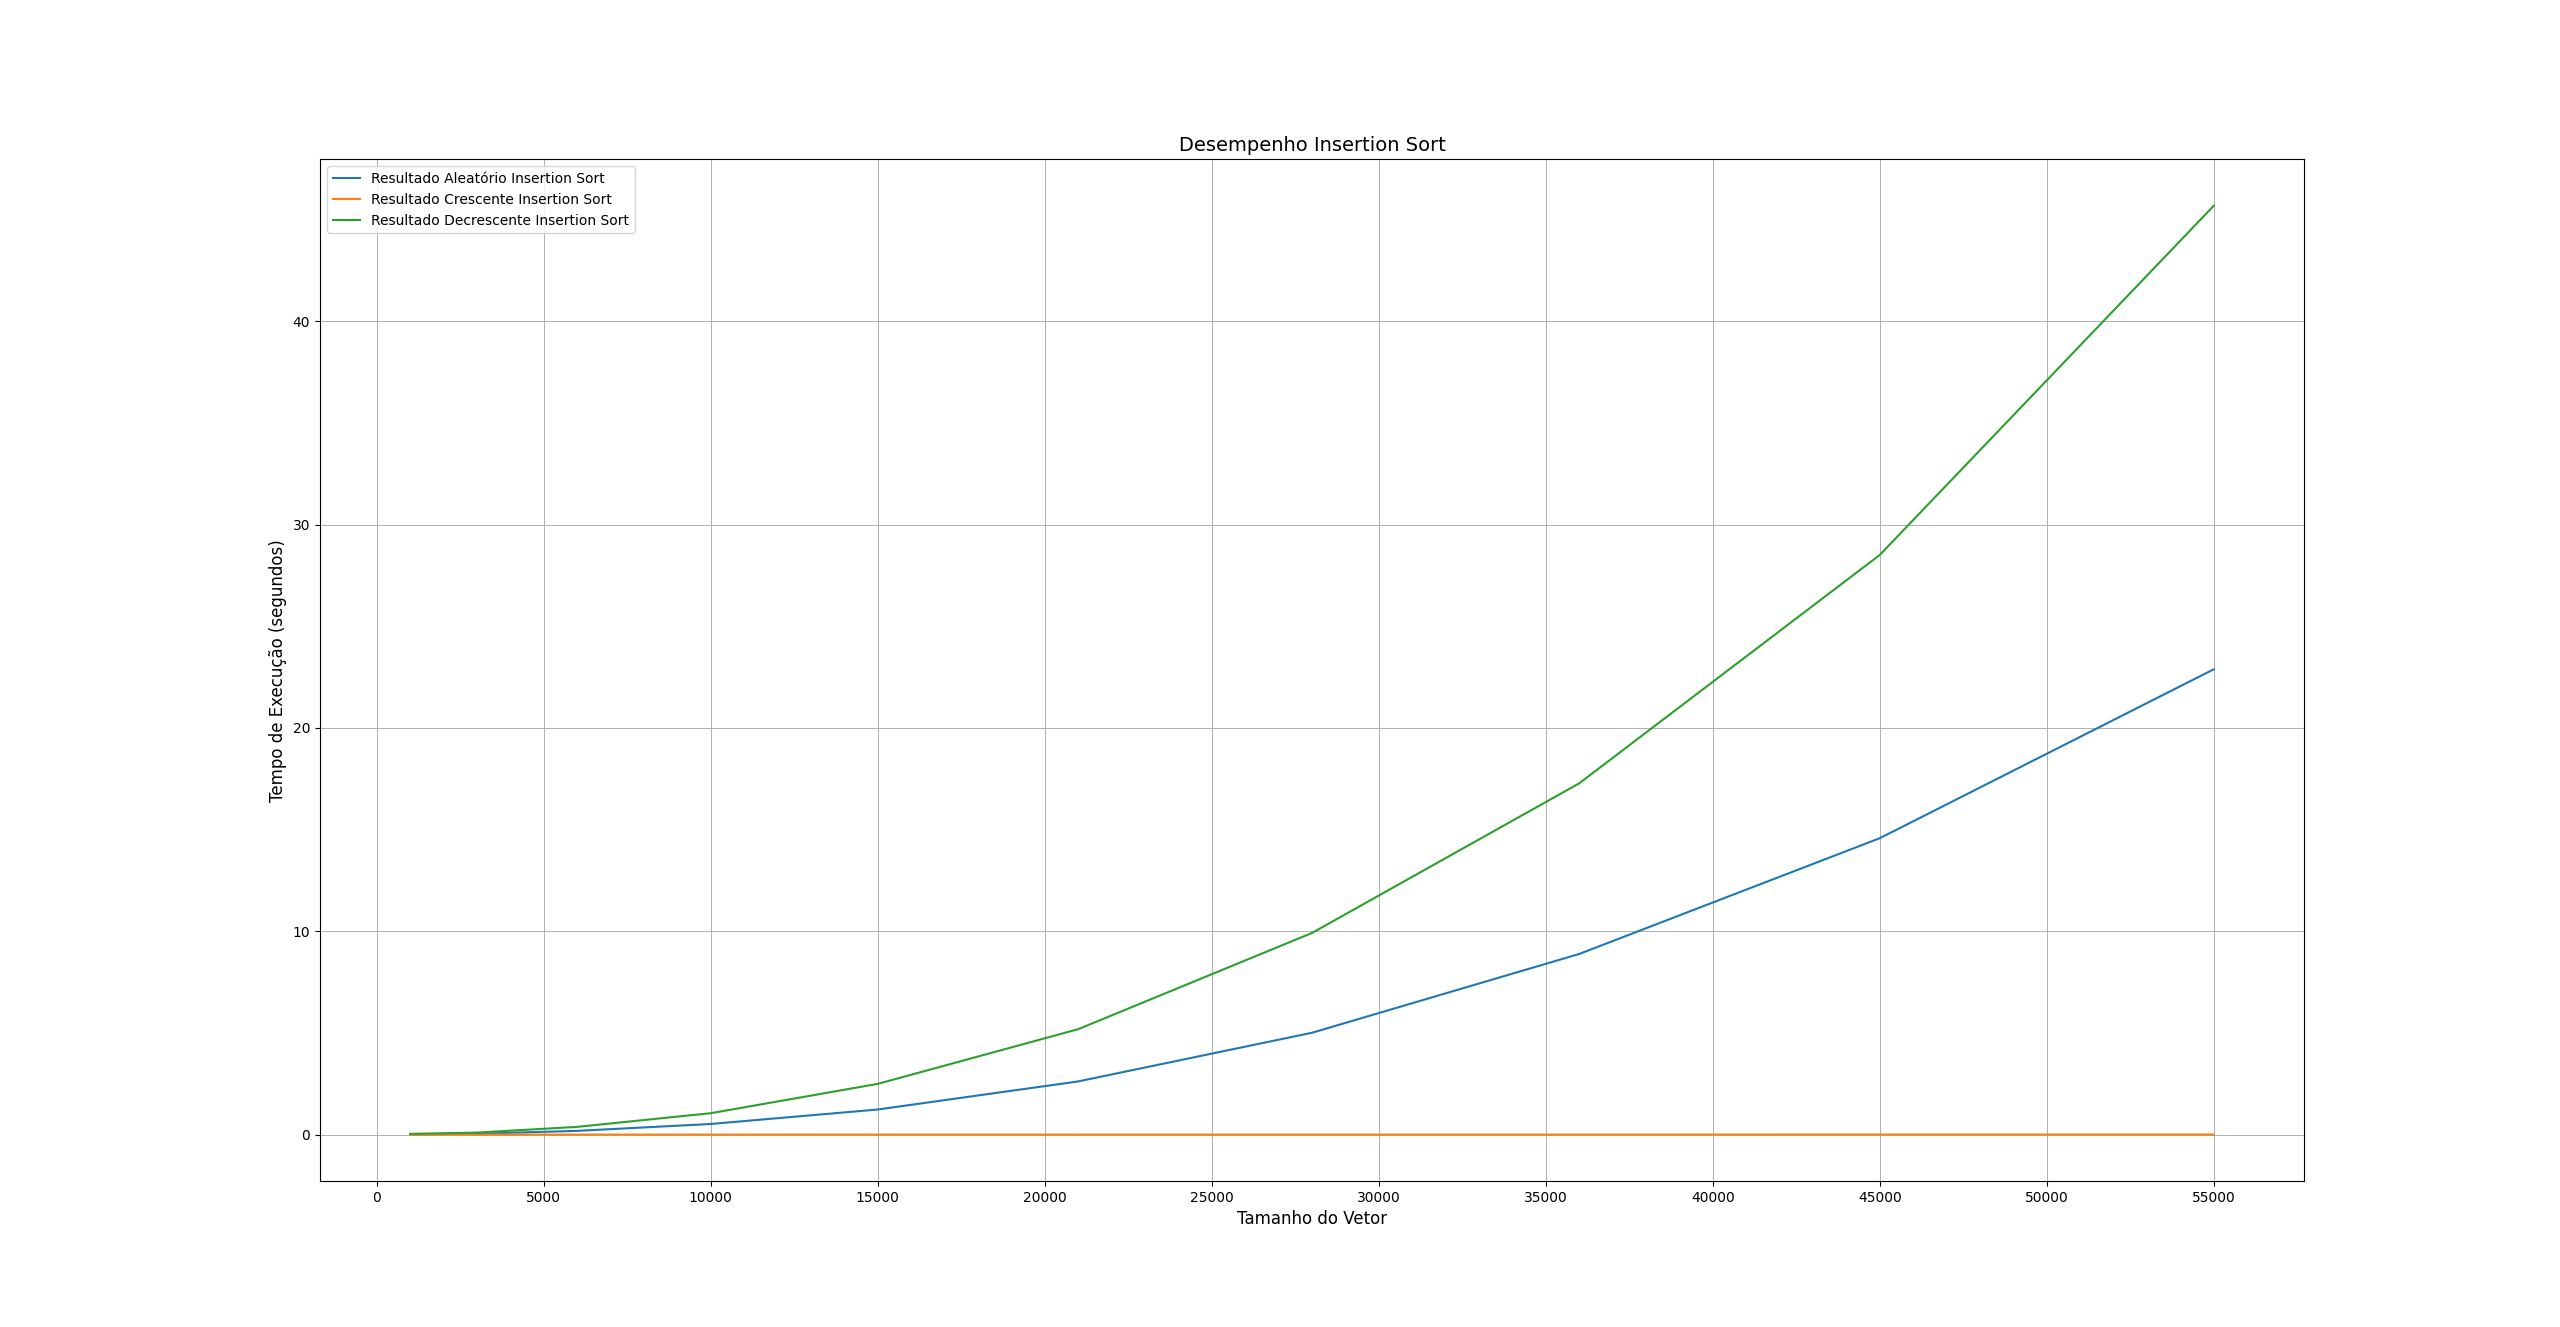 Desempenho Insertion Sort
Resultado Aleatório Insertion Sort
Resultado Crescente Insertion Sort
Resultado Decrescente Insertion Sort
Tempo de Execução (segundos)
40
30
20
10
0
0 5000 10000 15000 20000 25000 30000 35000 40000 45000 50000 55000
Tamanho do Vetor